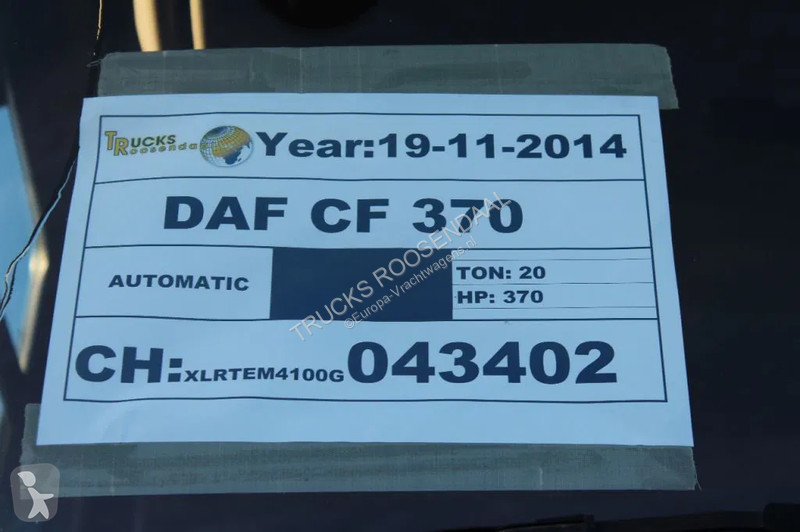 TRUCKS
Roosendaal
Year:19-11-2014
DAF CF 370
AUTOMATIC
TON: 20
HP: 370
CH:XLRTEM4100G043402
TRUCKS ROOSENDAAL
©Europa-Vrachtwagens.nl